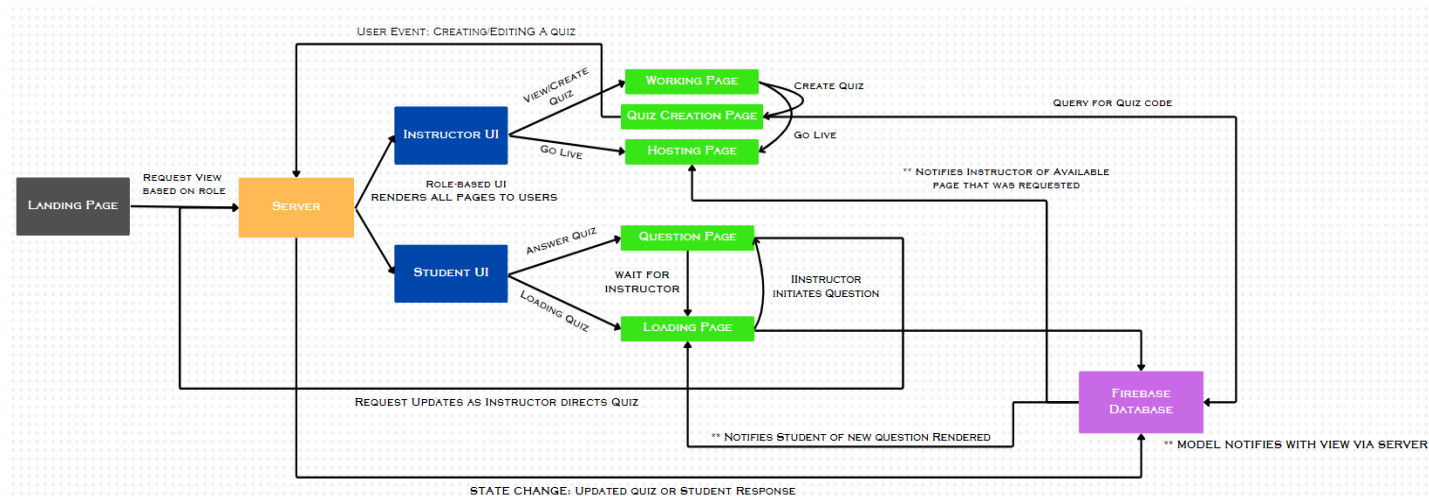 User Event: Creating/EditiNG A quiz
Working Page
View/Create
Quiz
Create Quiz
Quiz Creation Page
Query for Quiz code
Instructor UI
Go Live
Hosting Page
Go Live
Request View
based on role
Role-based UI
renders all pages to users
** Notifies Instructor of Available
page that was requested
Landing Page
Server
Answer Quiz
Question Page
Student UI
wait for
instructor
IInstructor
initiates Question
Loading Quiz
Loading Page
Request Updates as Instructor directs Quiz
Firebase
Database
** Notifies Student of new question Rendered
** model notifies with view via server
STATE CHANGE: Updated quiz or Student Response